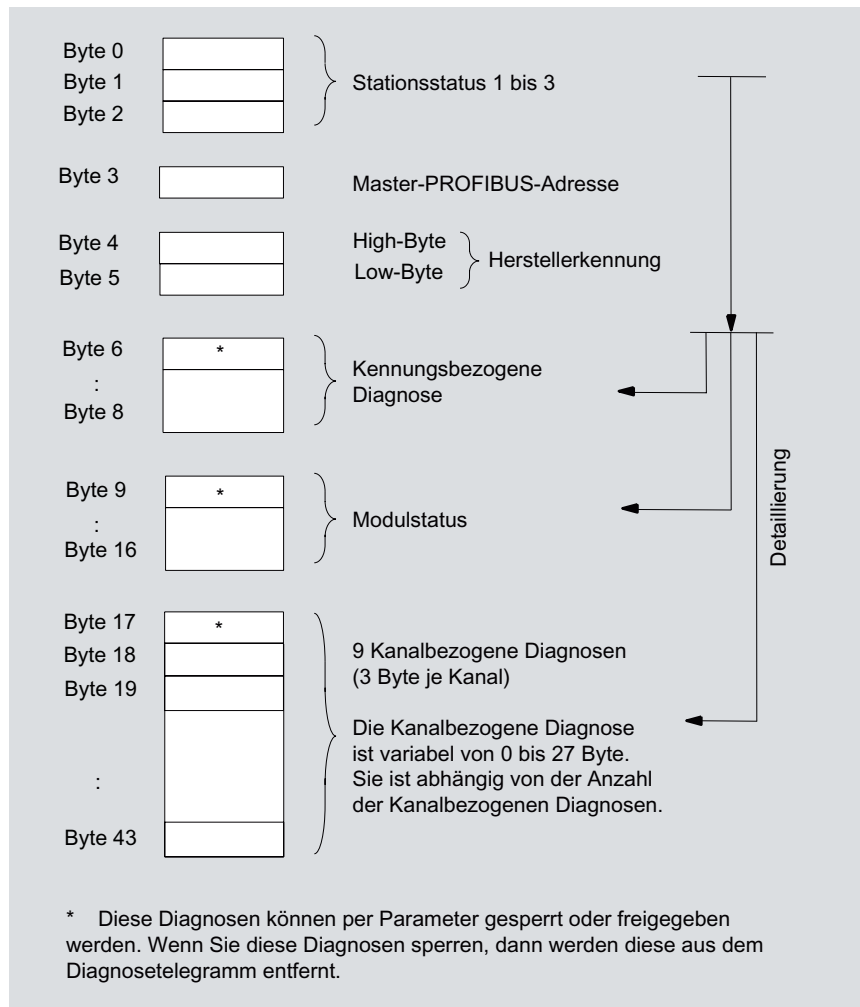 Byte 0
Byte 1
Byte 2
Stationsstatus 1 bis 3
Byte 3
Master-PROFIBUS-Adresse
Byte 4
Byte 5
High-Byte
Low-Byte
Herstellerkennung
Byte 6
*
:
Byte 8
Kennungsbezogene
Diagnose
Byte 9
*
:
Byte 16
Modulstatus
Detaillierung
Byte 17
*
Byte 18
Byte 19
:
Byte 43
9 Kanalbezogene Diagnosen
(3 Byte je Kanal)
Die Kanalbezogene Diagnose
ist variabel von 0 bis 27 Byte.
Sie ist abhängig von der Anzahl
der Kanalbezogenen Diagnosen.
* Diese Diagnosen können per Parameter gesperrt oder freigegeben
werden. Wenn Sie diese Diagnosen sperren, dann werden diese aus dem
Diagnosetelegramm entfernt.